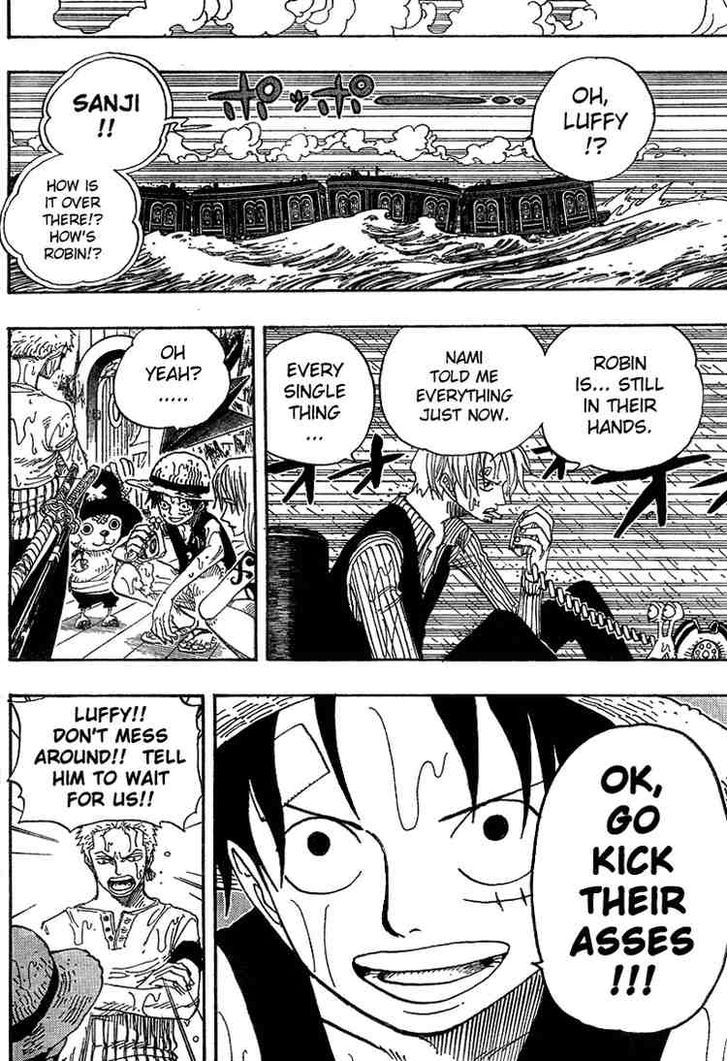 OH,
LUFFY
!?
ポッポ
SANJI
!!
HOW IS
IT OVER
THERE!?
HOW'S
ROBIN!?
ROBIN
IS... STILL
IN THEIR
HANDS.
NAMI
TOLD ME
EVERYTHING
JUST NOW.
EVERY
SINGLE
THING
...
OH
YEAH?
.....
OK,
GO
KICK
THEIR
ASSES
!!!
LUFFY!!
DON'T MESS
AROUND!! TELL
HIM TO WAIT
FOR US!!